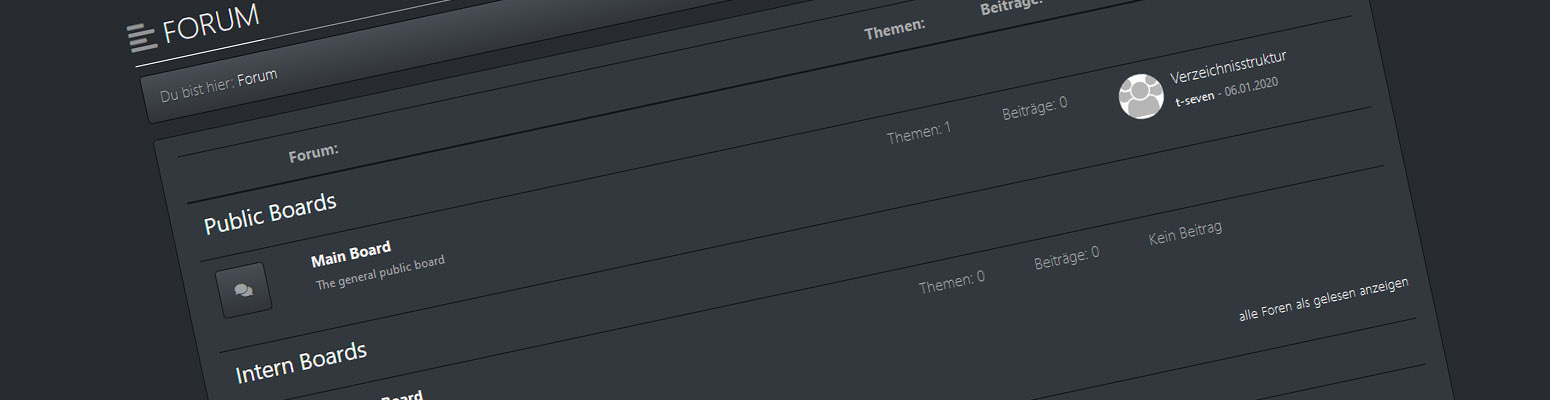 FORUM
Du bist hier: Forum
Forum: Themen: Beiträge:
Public Boards
Main Board
The general public board
Themen: 1 Beiträge: 0
Verzeichnisstruktur
t-seven - 06.01.2020
Intern Boards
Board
Themen: 0 Beiträge: 0 Kein Beitrag
alle Foren als gelesen anzeigen